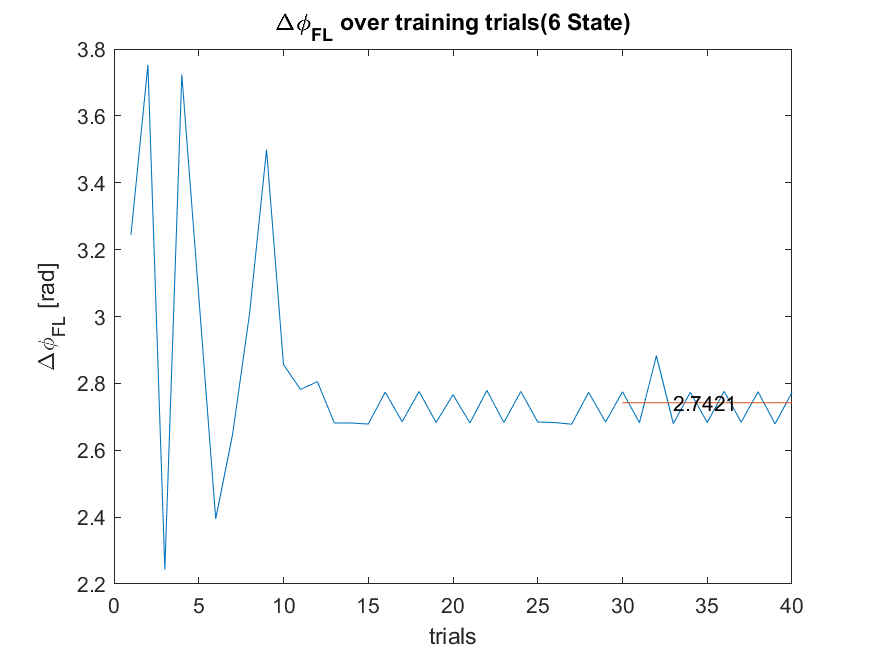 Δϕ_FL over training trials(6 State)
3.8
3.6
3.4
3.2
3
2.8
2.6
2.4
2.2
Δϕ_FL [rad]
2.7421
0 5 10 15 20 25 30 35 40
trials